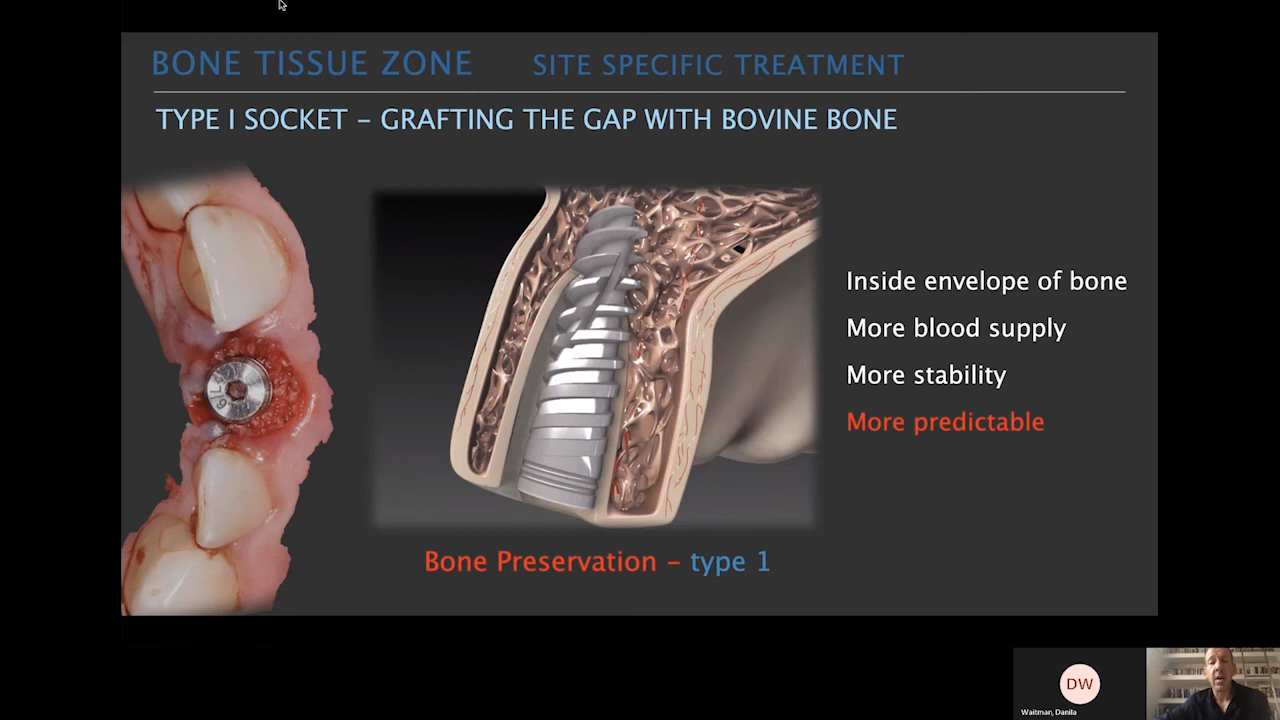 BONE TISSUE ZONE SITE SPECIFIC TREATMENT
TYPE I SOCKET – GRAFTING THE GAP WITH BOVINE BONE
Inside envelope of bone
More blood supply
More stability
More predictable
Bone Preservation – type 1
DW
Waitman, Danila